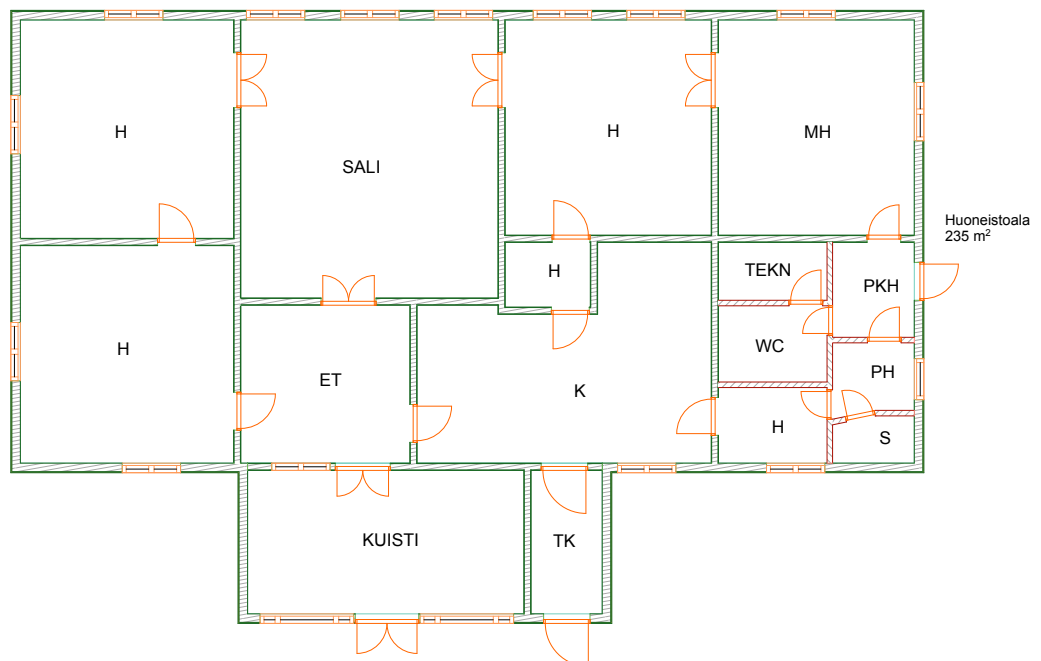 H
SALI
H
MH
Huoneistoala
235 m²
H
TEKN
PKH
H
ET
K
WC
PH
H
S
KUISTI
TK